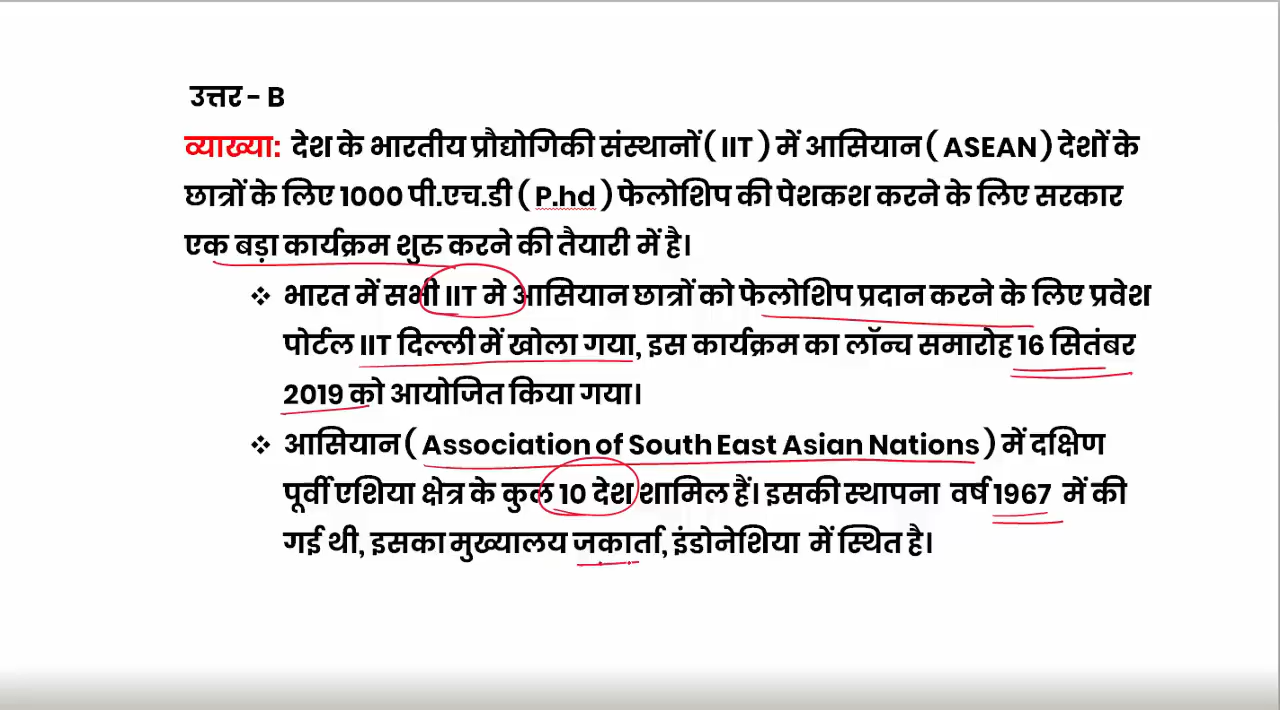 उत्तर – B
व्याख्या: देश के भारतीय प्रौद्योगिकी संस्थानों ( IIT ) में आसियान ( ASEAN ) देशों के
छात्रों के लिए 1000 पी.एच.डी ( P.hd ) फेलोशिप की पेशकश करने के लिए सरकार
एक बड़ा कार्यक्रम शुरु करने की तैयारी में है।
❖ भारत में सभी IIT मे आसियान छात्रों को फेलोशिप प्रदान करने के लिए प्रवेश
पोर्टल IIT दिल्ली में खोला गया, इस कार्यक्रम का लॉन्च समारोह 16 सितंबर
2019 को आयोजित किया गया।
❖ आसियान ( Association of South East Asian Nations ) में दक्षिण
पूर्वी एशिया क्षेत्र के कुल 10 देश शामिल हैं। इसकी स्थापना वर्ष 1967 में की
गई थी, इसका मुख्यालय जकार्ता, इंडोनेशिया में स्थित है।